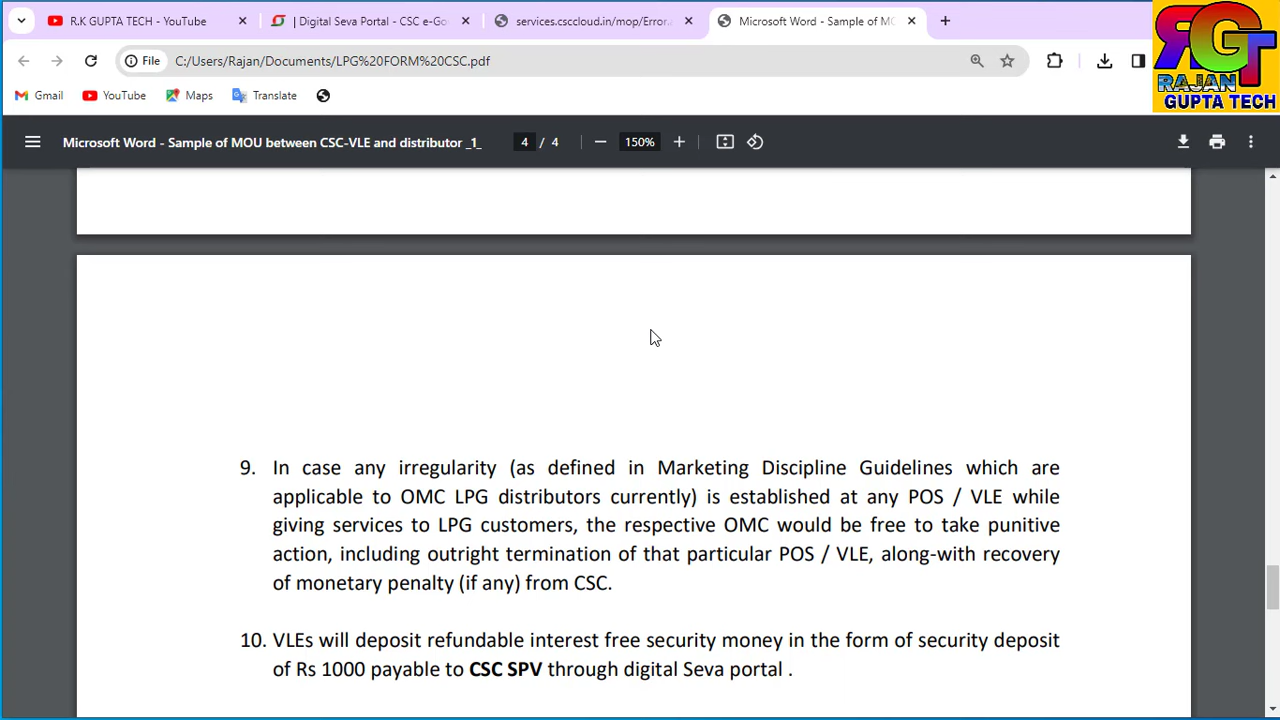 R.K GUPTA TECH - YouTube
Digital Seva Portal - CSC e-Go
services.csccloud.in/mop/Error.
Microsoft Word - Sample of MO
File C:/Users/Rajan/Documents/LPG%20FORM%20CSC.pdf
Gmail YouTube Maps Translate
RGT
RAJAN
GUPTA TECH
Microsoft Word - Sample of MOU between CSC-VLE and distributor _1_ 4 / 4 150%
9. In case any irregularity (as defined in Marketing Discipline Guidelines which are
applicable to OMC LPG distributors currently) is established at any POS / VLE while
giving services to LPG customers, the respective OMC would be free to take punitive
action, including outright termination of that particular POS / VLE, along-with recovery
of monetary penalty (if any) from CSC.
10. VLEs will deposit refundable interest free security money in the form of security deposit
of Rs 1000 payable to CSC SPV through digital Seva portal .